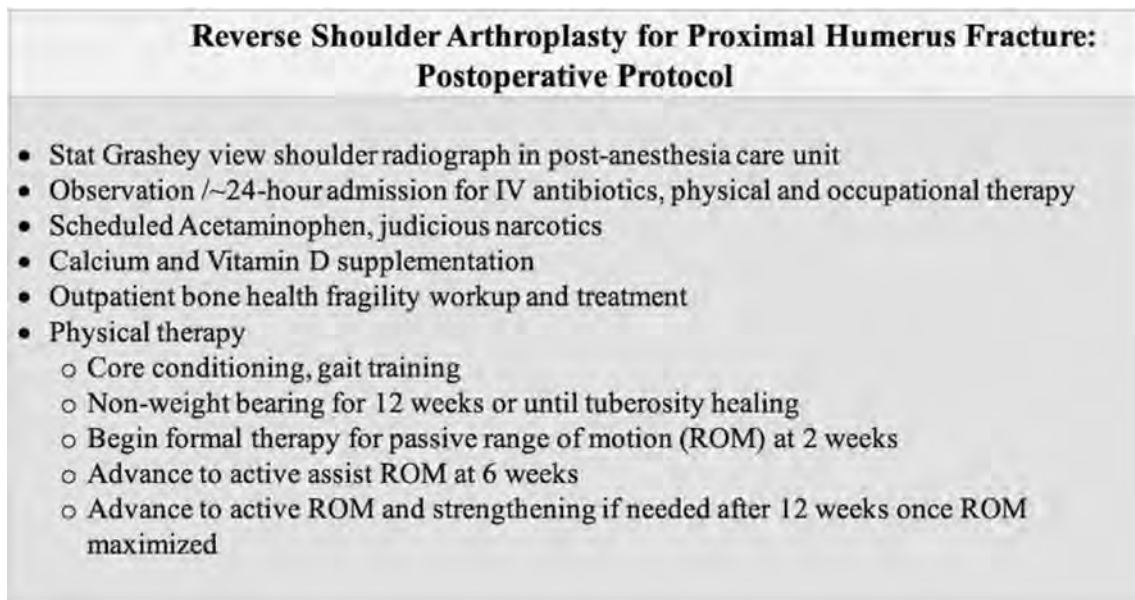 Reverse Shoulder Arthroplasty for Proximal Humerus Fracture:
Postoperative Protocol
• Stat Grashey view shoulder radiograph in post-anesthesia care unit
• Observation /~24-hour admission for IV antibiotics, physical and occupational therapy
• Scheduled Acetaminophen, judicious narcotics
• Calcium and Vitamin D supplementation
• Outpatient bone health fragility workup and treatment
• Physical therapy
o Core conditioning, gait training
o Non-weight bearing for 12 weeks or until tuberosity healing
o Begin formal therapy for passive range of motion (ROM) at 2 weeks
o Advance to active assist ROM at 6 weeks
o Advance to active ROM and strengthening if needed after 12 weeks once ROM
maximized